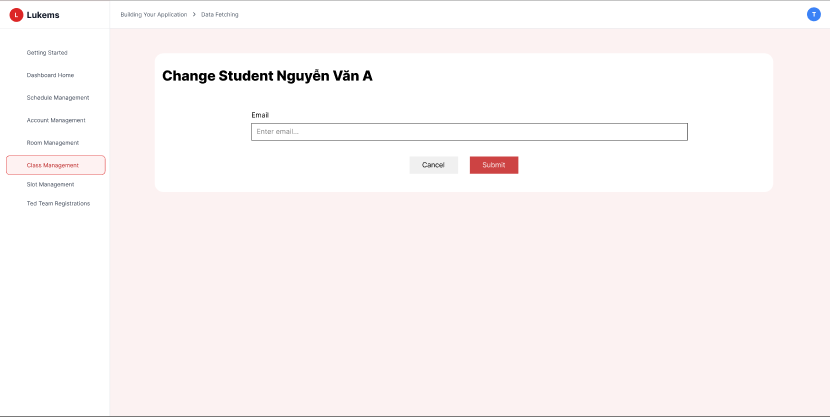 L Lukems
Building Your Application > Data Fetching
T
Getting Started
Dashboard Home
Schedule Management
Account Management
Room Management
Class Management
Slot Management
Ted Team Registrations
Change Student Nguyễn Văn A
Email
Enter email...
Cancel Submit